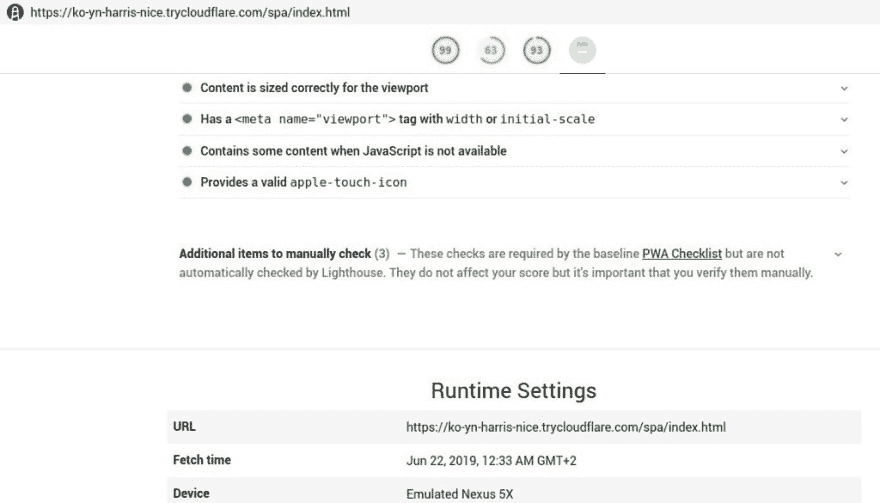 https://ko-yn-harris-nice.trycloudflare.com/spa/index.html
99 63 93
Content is sized correctly for the viewport
Has a <meta name="viewport"> tag with width or initial-scale
Contains some content when JavaScript is not available
Provides a valid apple-touch-icon
Additional items to manually check (3) — These checks are required by the baseline PWA Checklist but are not
automatically checked by Lighthouse. They do not affect your score but it's important that you verify them manually.
Runtime Settings
URL https://ko-yn-harris-nice.trycloudflare.com/spa/index.html
Fetch time Jun 22, 2019, 12:33 AM GMT+2
Device Emulated Nexus 5X